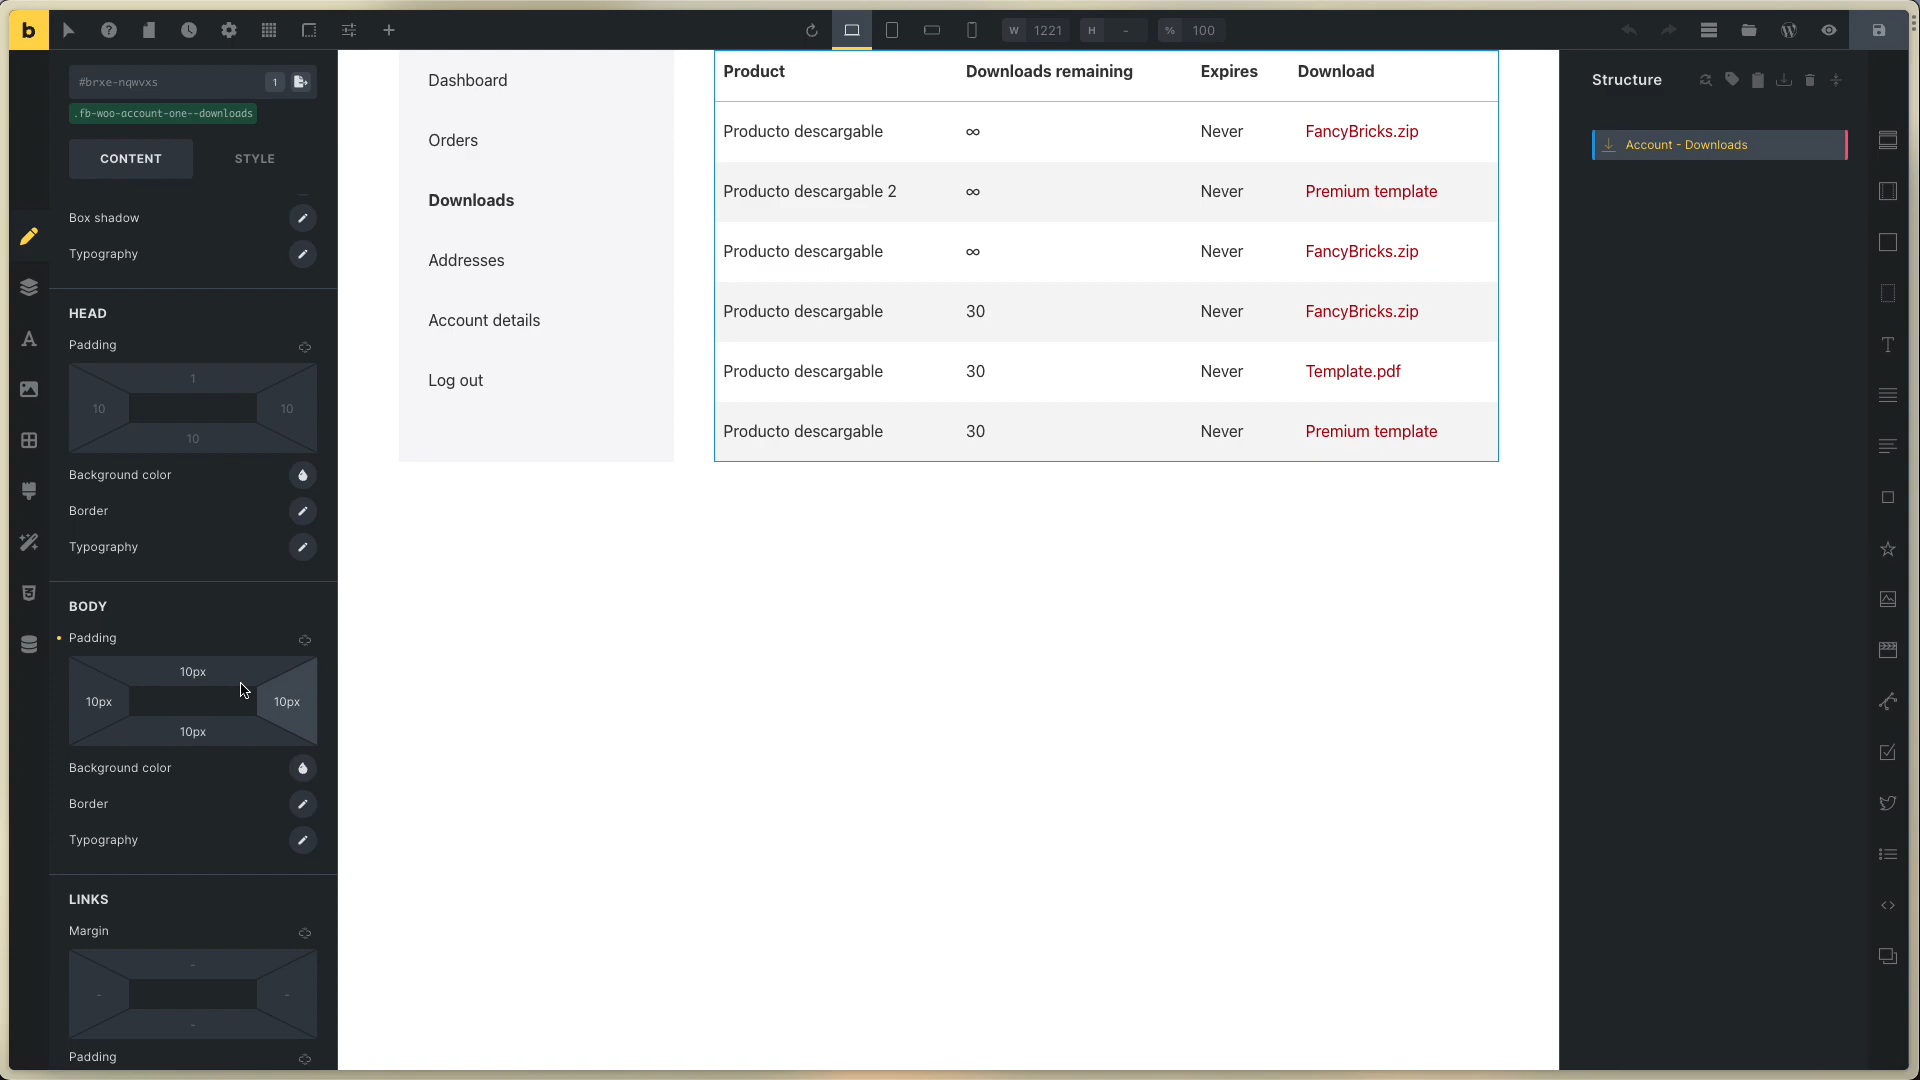 b
W 1221 H - % 100
#brxe-nqwvxs 1
.fb-woo-account-one--downloads
CONTENT STYLE
Box shadow
Typography
HEAD
Padding
1
10 10
10
Background color
Border
Typography
BODY
Padding
10px
10px 10px
10px
Background color
Border
Typography
LINKS
Margin
-
- -
-
Padding
Dashboard
Orders
Downloads
Addresses
Account details
Log out
Product Downloads remaining Expires Download
Producto descargable ∞ Never FancyBricks.zip
Producto descargable 2 ∞ Never Premium template
Producto descargable ∞ Never FancyBricks.zip
Producto descargable 30 Never FancyBricks.zip
Producto descargable 30 Never Template.pdf
Producto descargable 30 Never Premium template
Structure
Account - Downloads